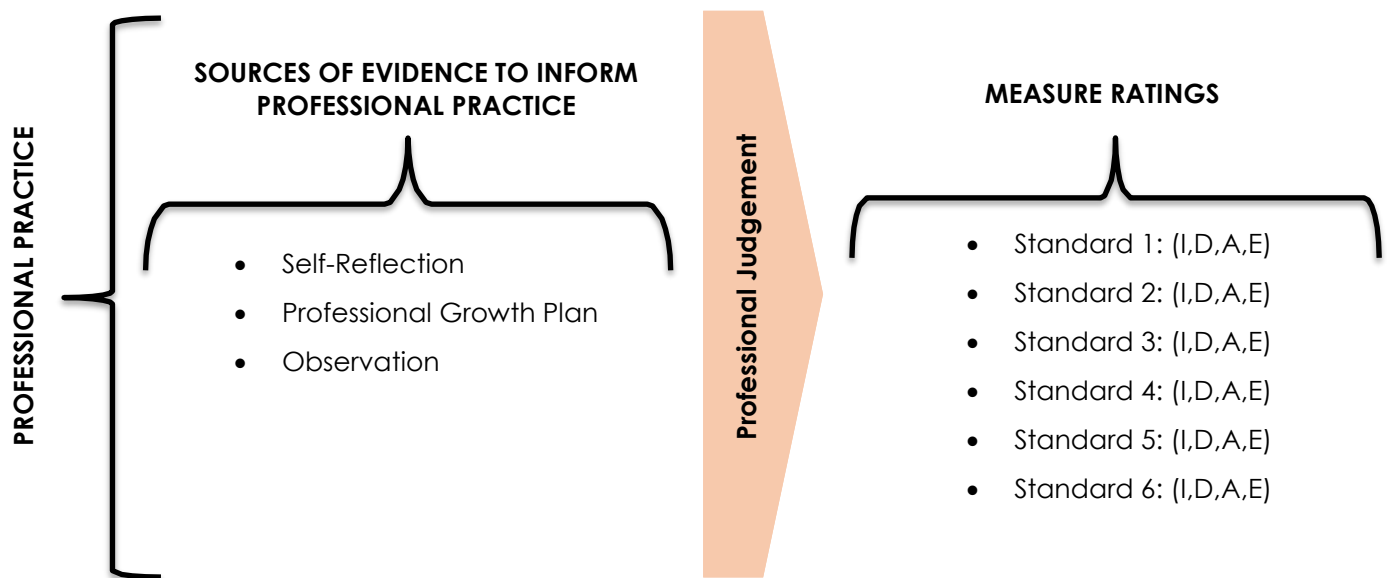 PROFESSIONAL PRACTICE
SOURCES OF EVIDENCE TO INFORM
PROFESSIONAL PRACTICE
• Self-Reflection
• Professional Growth Plan
• Observation
Professional Judgement
MEASURE RATINGS
• Standard 1: (I,D,A,E)
• Standard 2: (I,D,A,E)
• Standard 3: (I,D,A,E)
• Standard 4: (I,D,A,E)
• Standard 5: (I,D,A,E)
• Standard 6: (I,D,A,E)